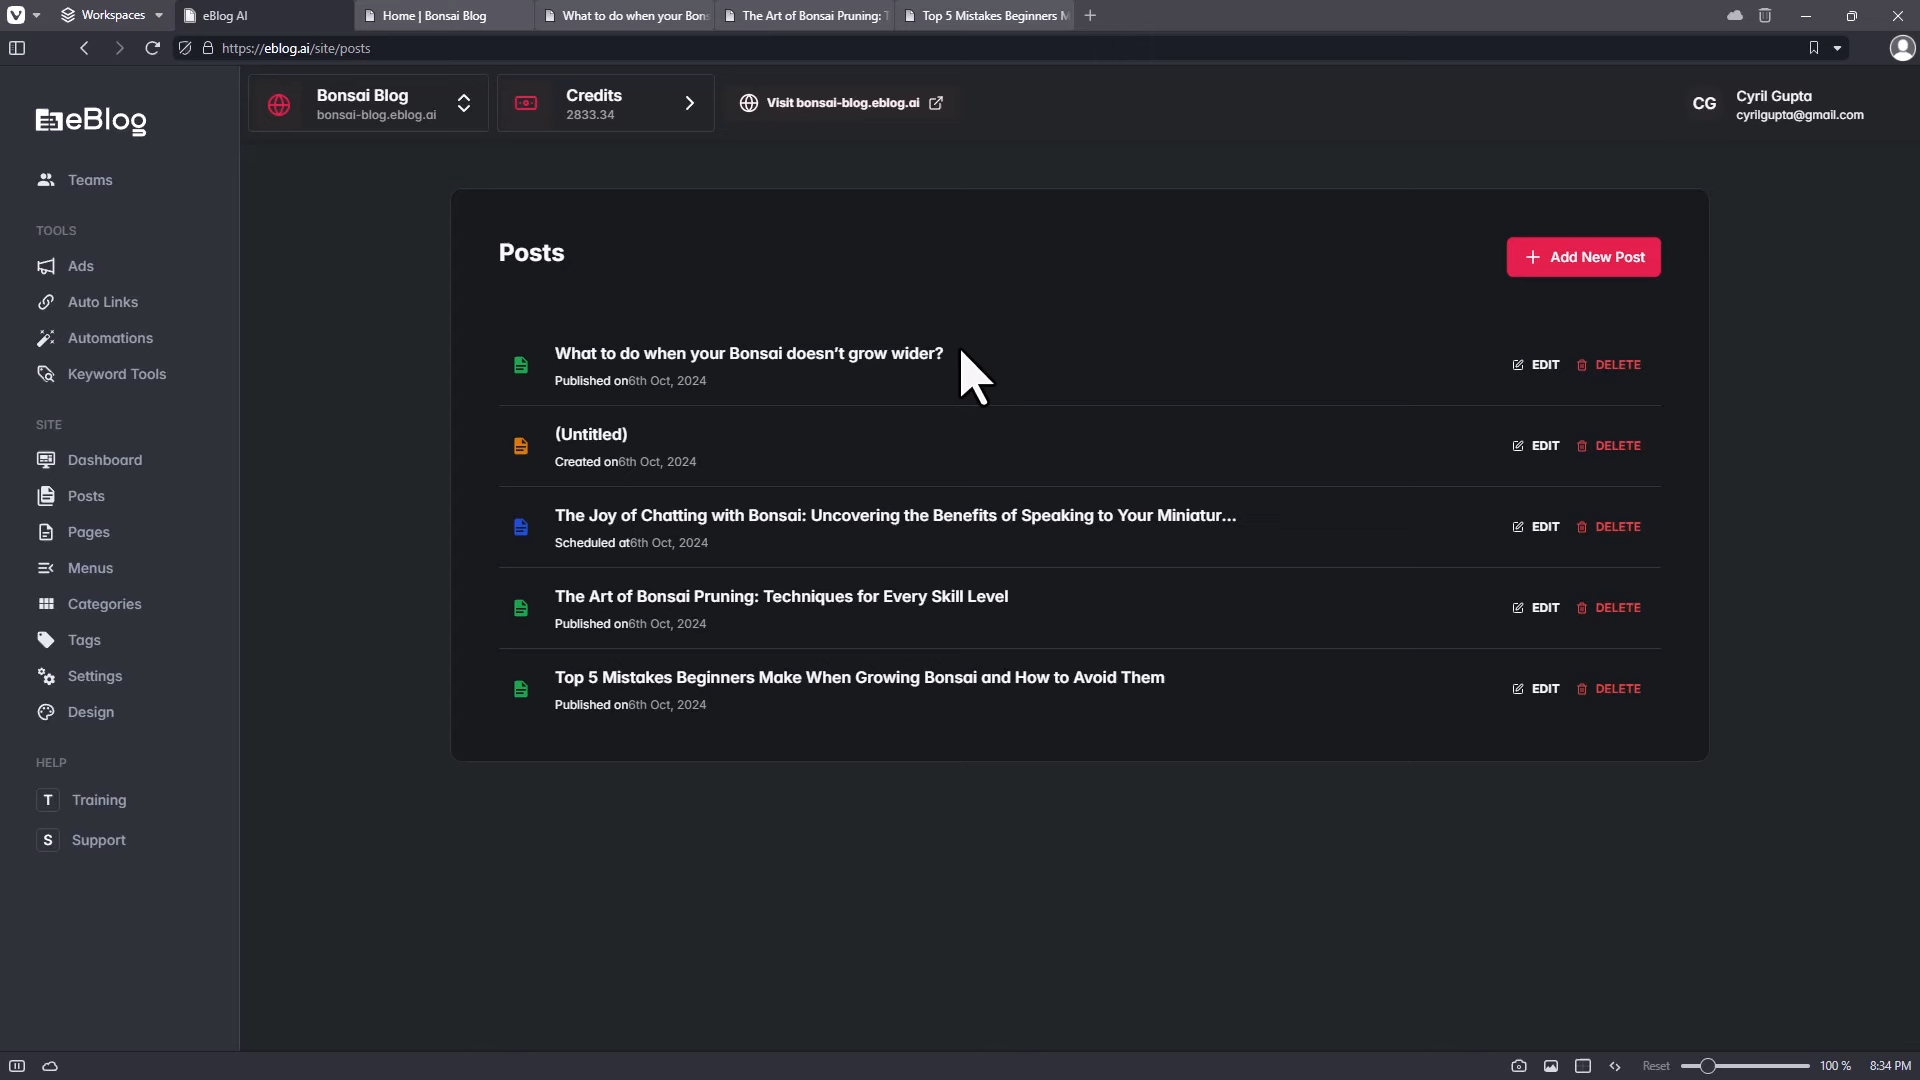 Workspaces
eBlog AI
Home | Bonsai Blog
What to do when your Bons
The Art of Bonsai Pruning: T
Top 5 Mistakes Beginners M
https://eblog.ai/site/posts
eBlog
Bonsai Blog
bonsai-blog.eblog.ai
Credits
2833.34
Visit bonsai-blog.eblog.ai
CG
Cyril Gupta
cyrilgupta@gmail.com
Teams
TOOLS
Ads
Auto Links
Automations
Keyword Tools
SITE
Dashboard
Posts
Pages
Menus
Categories
Tags
Settings
Design
HELP
T Training
S Support
Posts
+ Add New Post
What to do when your Bonsai doesn’t grow wider?
Published on6th Oct, 2024
EDIT DELETE
(Untitled)
Created on6th Oct, 2024
EDIT DELETE
The Joy of Chatting with Bonsai: Uncovering the Benefits of Speaking to Your Miniatur...
Scheduled at6th Oct, 2024
EDIT DELETE
The Art of Bonsai Pruning: Techniques for Every Skill Level
Published on6th Oct, 2024
EDIT DELETE
Top 5 Mistakes Beginners Make When Growing Bonsai and How to Avoid Them
Published on6th Oct, 2024
EDIT DELETE
Reset
100 %
8:34 PM